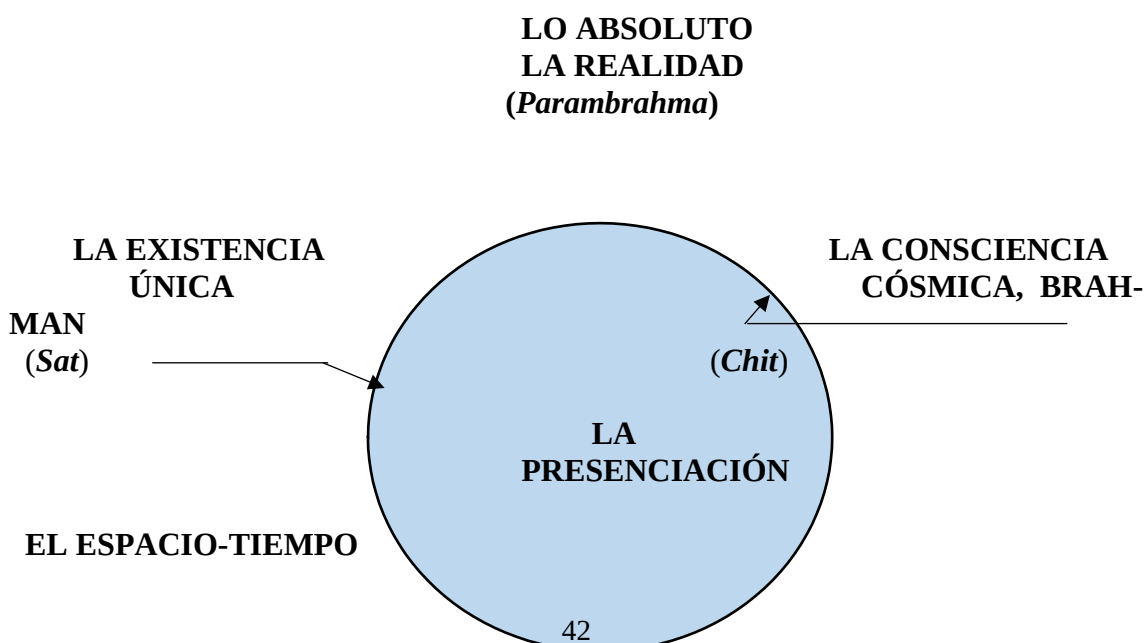 LO ABSOLUTO
LA REALIDAD
(Parambrahma)
LA EXISTENCIA
ÚNICA
LA CONSCIENCIA
CÓSMICA, BRAH-
MAN
(Sat)
(Chit)
LA
PRESENCIACIÓN
EL ESPACIO-TIEMPO
42